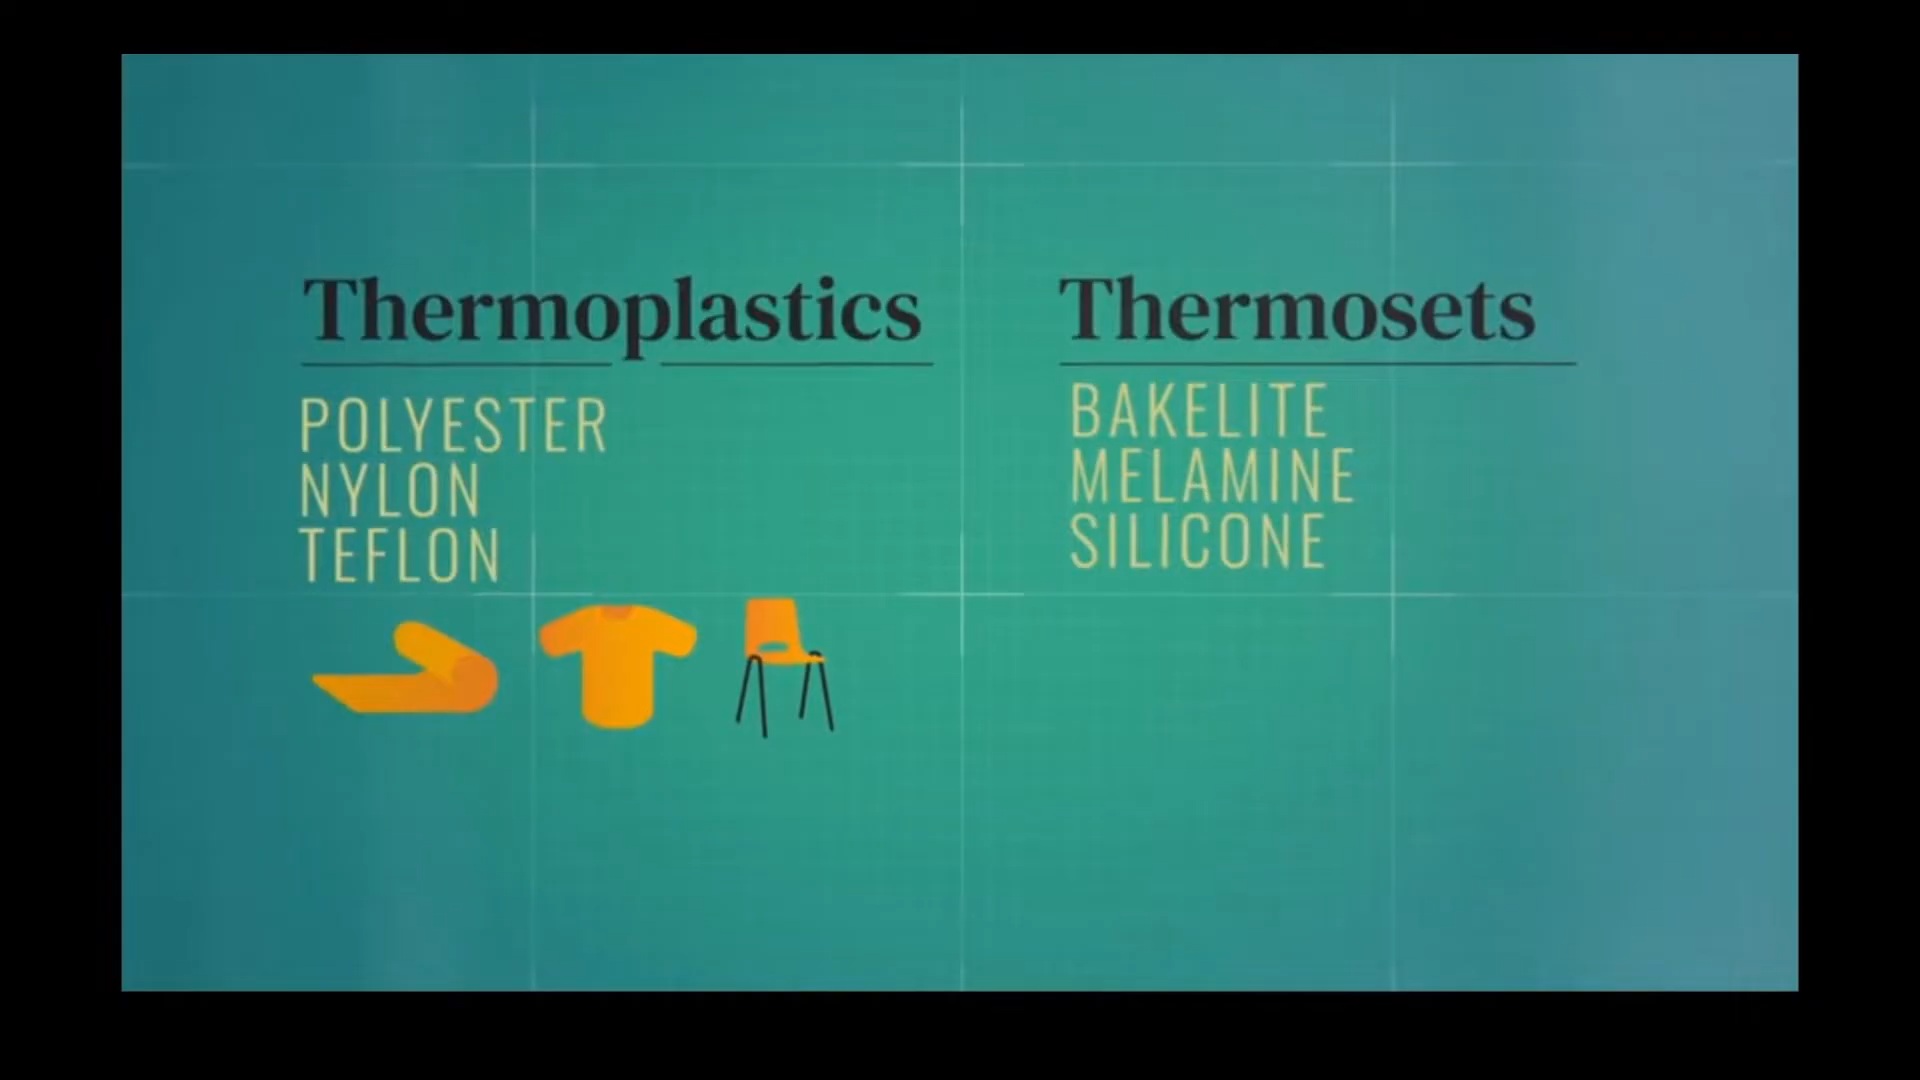 Thermoplastics
POLYESTER
NYLON
TEFLON
Thermosets
BAKELITE
MELAMINE
SILICONE